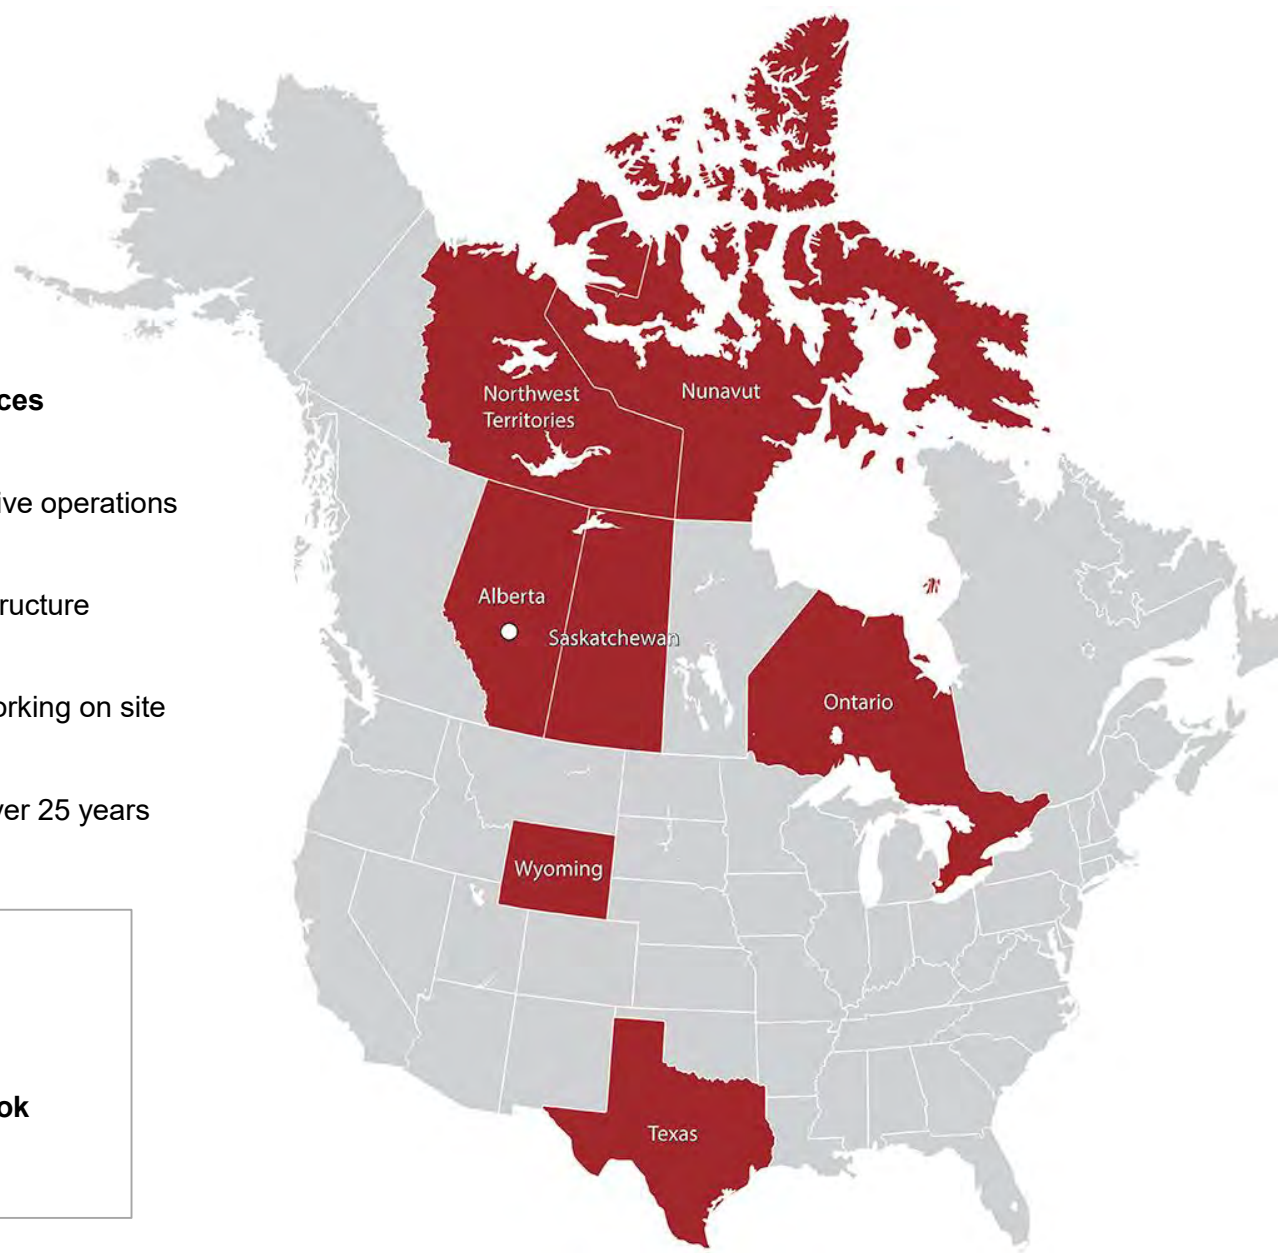 ces
ive operations
ructure
orking on site
ver 25 years
ok
Northwest
Territories
Nunavut
Alberta
Saskatchewan
Ontario
Wyoming
Texas